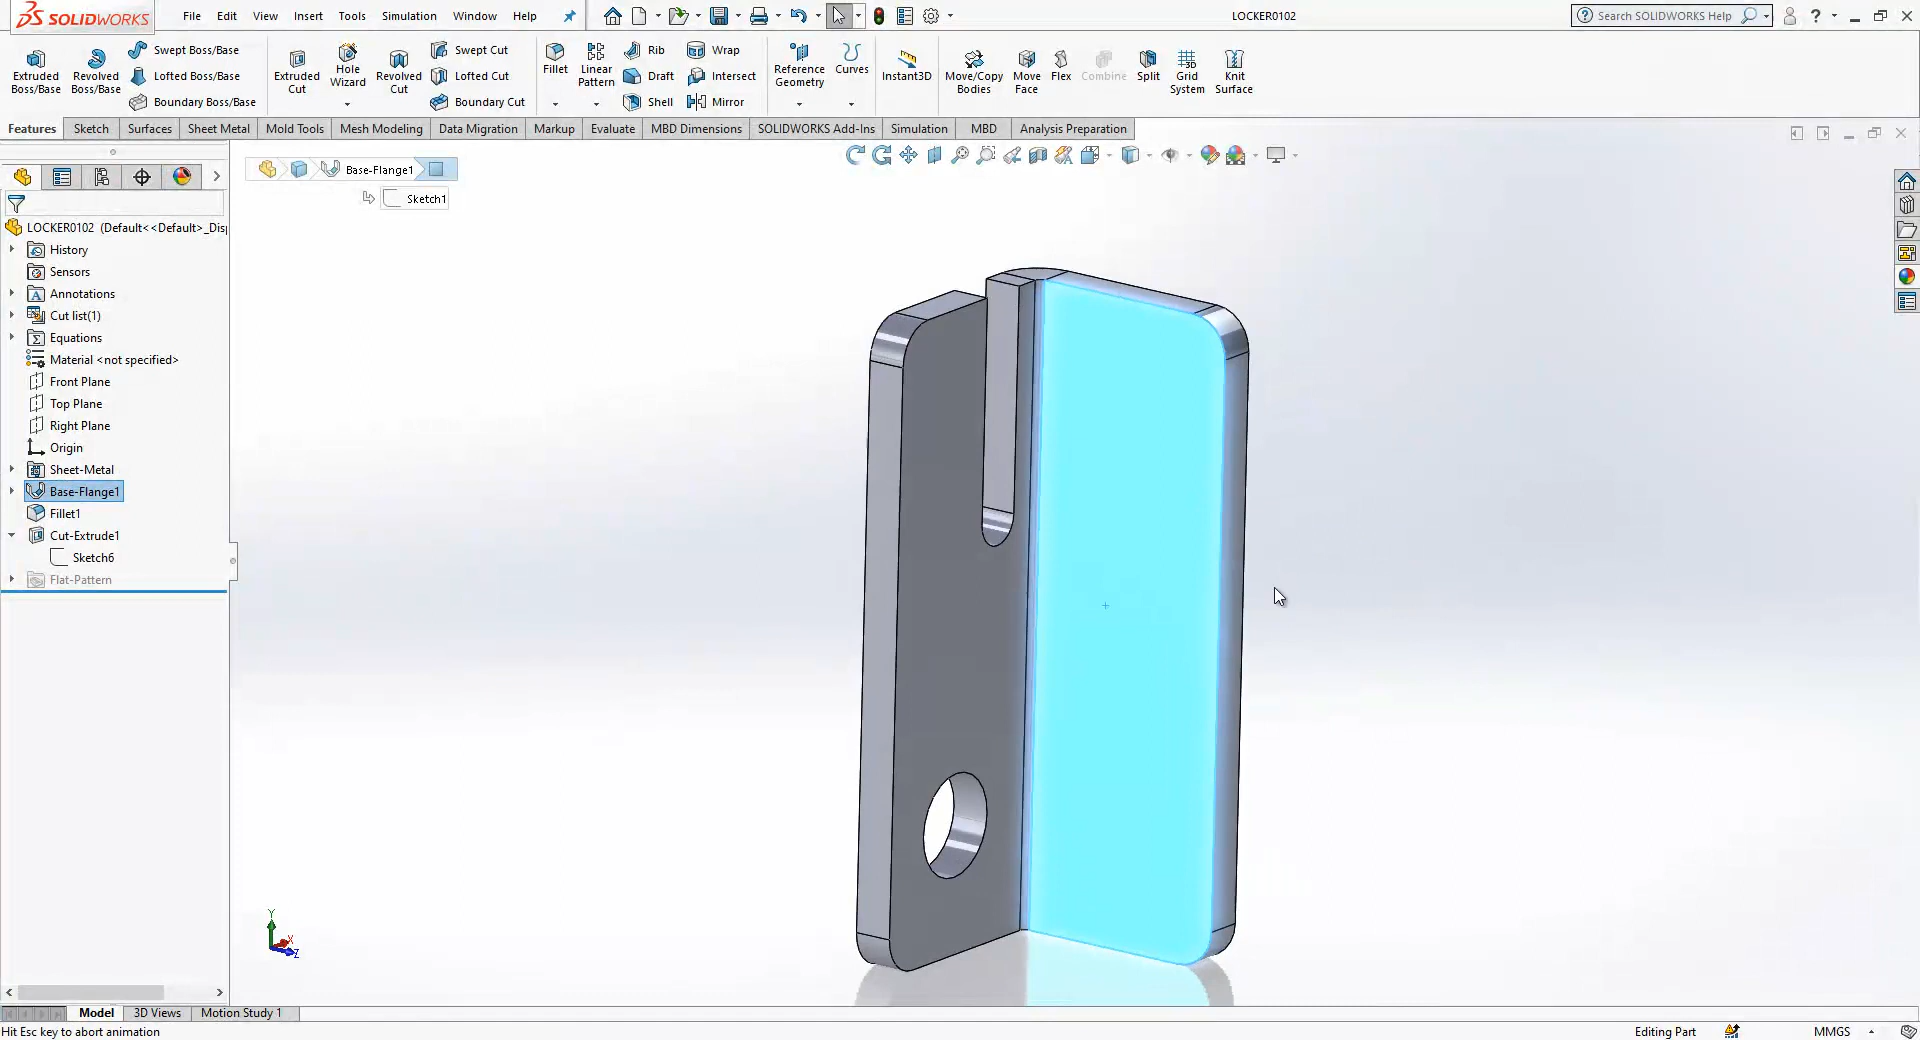 SOLIDWORKS
File Edit View Insert Tools Simulation Window Help
LOCKER0102
Search SOLIDWORKS Help
Extruded Boss/Base
Revolved Boss/Base
Swept Boss/Base
Lofted Boss/Base
Boundary Boss/Base
Extruded Cut
Hole Wizard
Revolved Cut
Swept Cut
Lofted Cut
Boundary Cut
Fillet
Linear Pattern
Rib
Draft
Shell
Wrap
Intersect
Mirror
Reference Geometry
Curves
Instant3D
Move/Copy Bodies
Move Face
Flex
Combine
Split
Grid System
Knit Surface
Features Sketch Surfaces Sheet Metal Mold Tools Mesh Modeling Data Migration Markup Evaluate MBD Dimensions SOLIDWORKS Add-Ins Simulation MBD Analysis Preparation
Base-Flange1
Sketch1
LOCKER0102 (Default<<Default>_Disp
History
Sensors
Annotations
Cut list(1)
Equations
Material <not specified>
Front Plane
Top Plane
Right Plane
Origin
Sheet-Metal
Base-Flange1
Fillet1
Cut-Extrude1
Sketch6
Flat-Pattern
Y
X
Z
Model 3D Views Motion Study 1
Hit Esc key to abort animation
Editing Part
MMGS